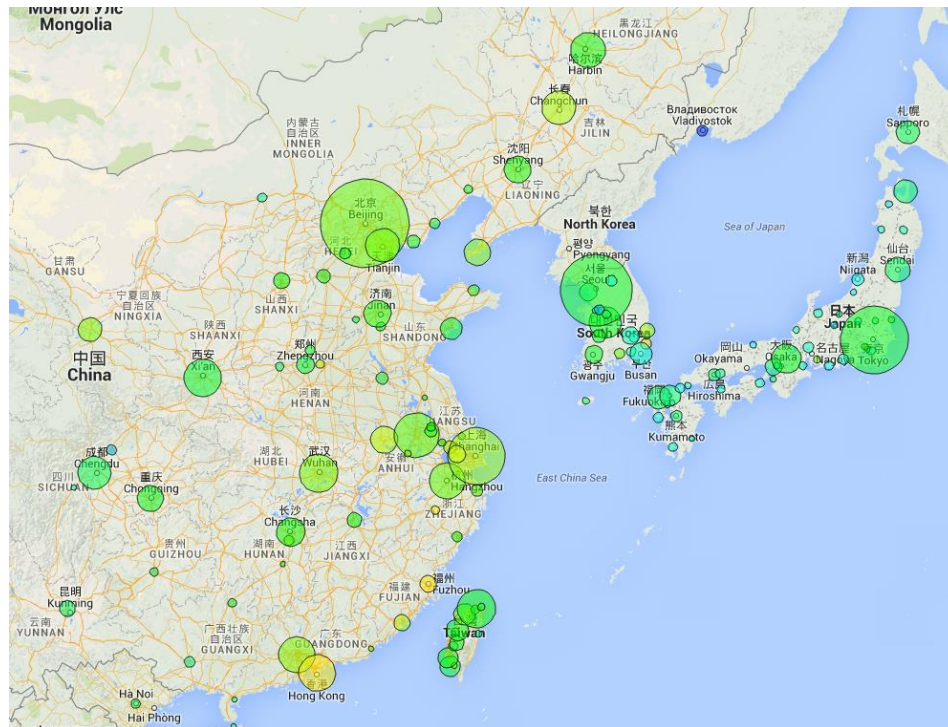 Монгол Улс
Mongolia
黑龙江
HEILONGJIANG
哈尔滨
Harbin
长春
Changchun
吉林
JILIN
Владивосток
Vladivostok
札幌
Sapporo
内蒙古
自治区
INNER
MONGOLIA
沈阳
Shenyang
辽宁
LIAONING
北京
Beijing
북한
North Korea
평양
Pyongyang
Sea of Japan
仙台
Sendai
新潟
Niigata
甘肃
GANSU
河北
Tianjin
서울
Seoul
宁夏回族
自治区
NINGXIA
山西
SHANXI
济南
Jinan
山东
SHANDONG
South Korea
日本
Japan
陕西
SHAANXI
西安
Xi'an
郑州
Zhengzhou
中国
China
광주
Gwangju
부산
Busan
岡山
Okayama
大阪
Osaka
名古屋
Nagoya
東京
Tokyo
広島
Hiroshima
福岡
Fukuoka
熊本
Kumamoto
河南
HENAN
江苏
JIANGSU
上海
Shanghai
安徽
ANHUI
湖北
HUBEI
武汉
Wuhan
成都
Chengdu
四川
SICHUAN
重庆
Chongqing
杭州
Hangzhou
浙江
ZHEJIANG
East China Sea
长沙
Changsha
湖南
HUNAN
江西
JIANGXI
贵州
GUIZHOU
福建
FUJIAN
福州
Fuzhou
昆明
Kunming
云南
YUNNAN
广西壮族
自治区
GUANGXI
广东
GUANGDONG
Taiwan
香港
Hong Kong
Hà Nội
Hải Phòng